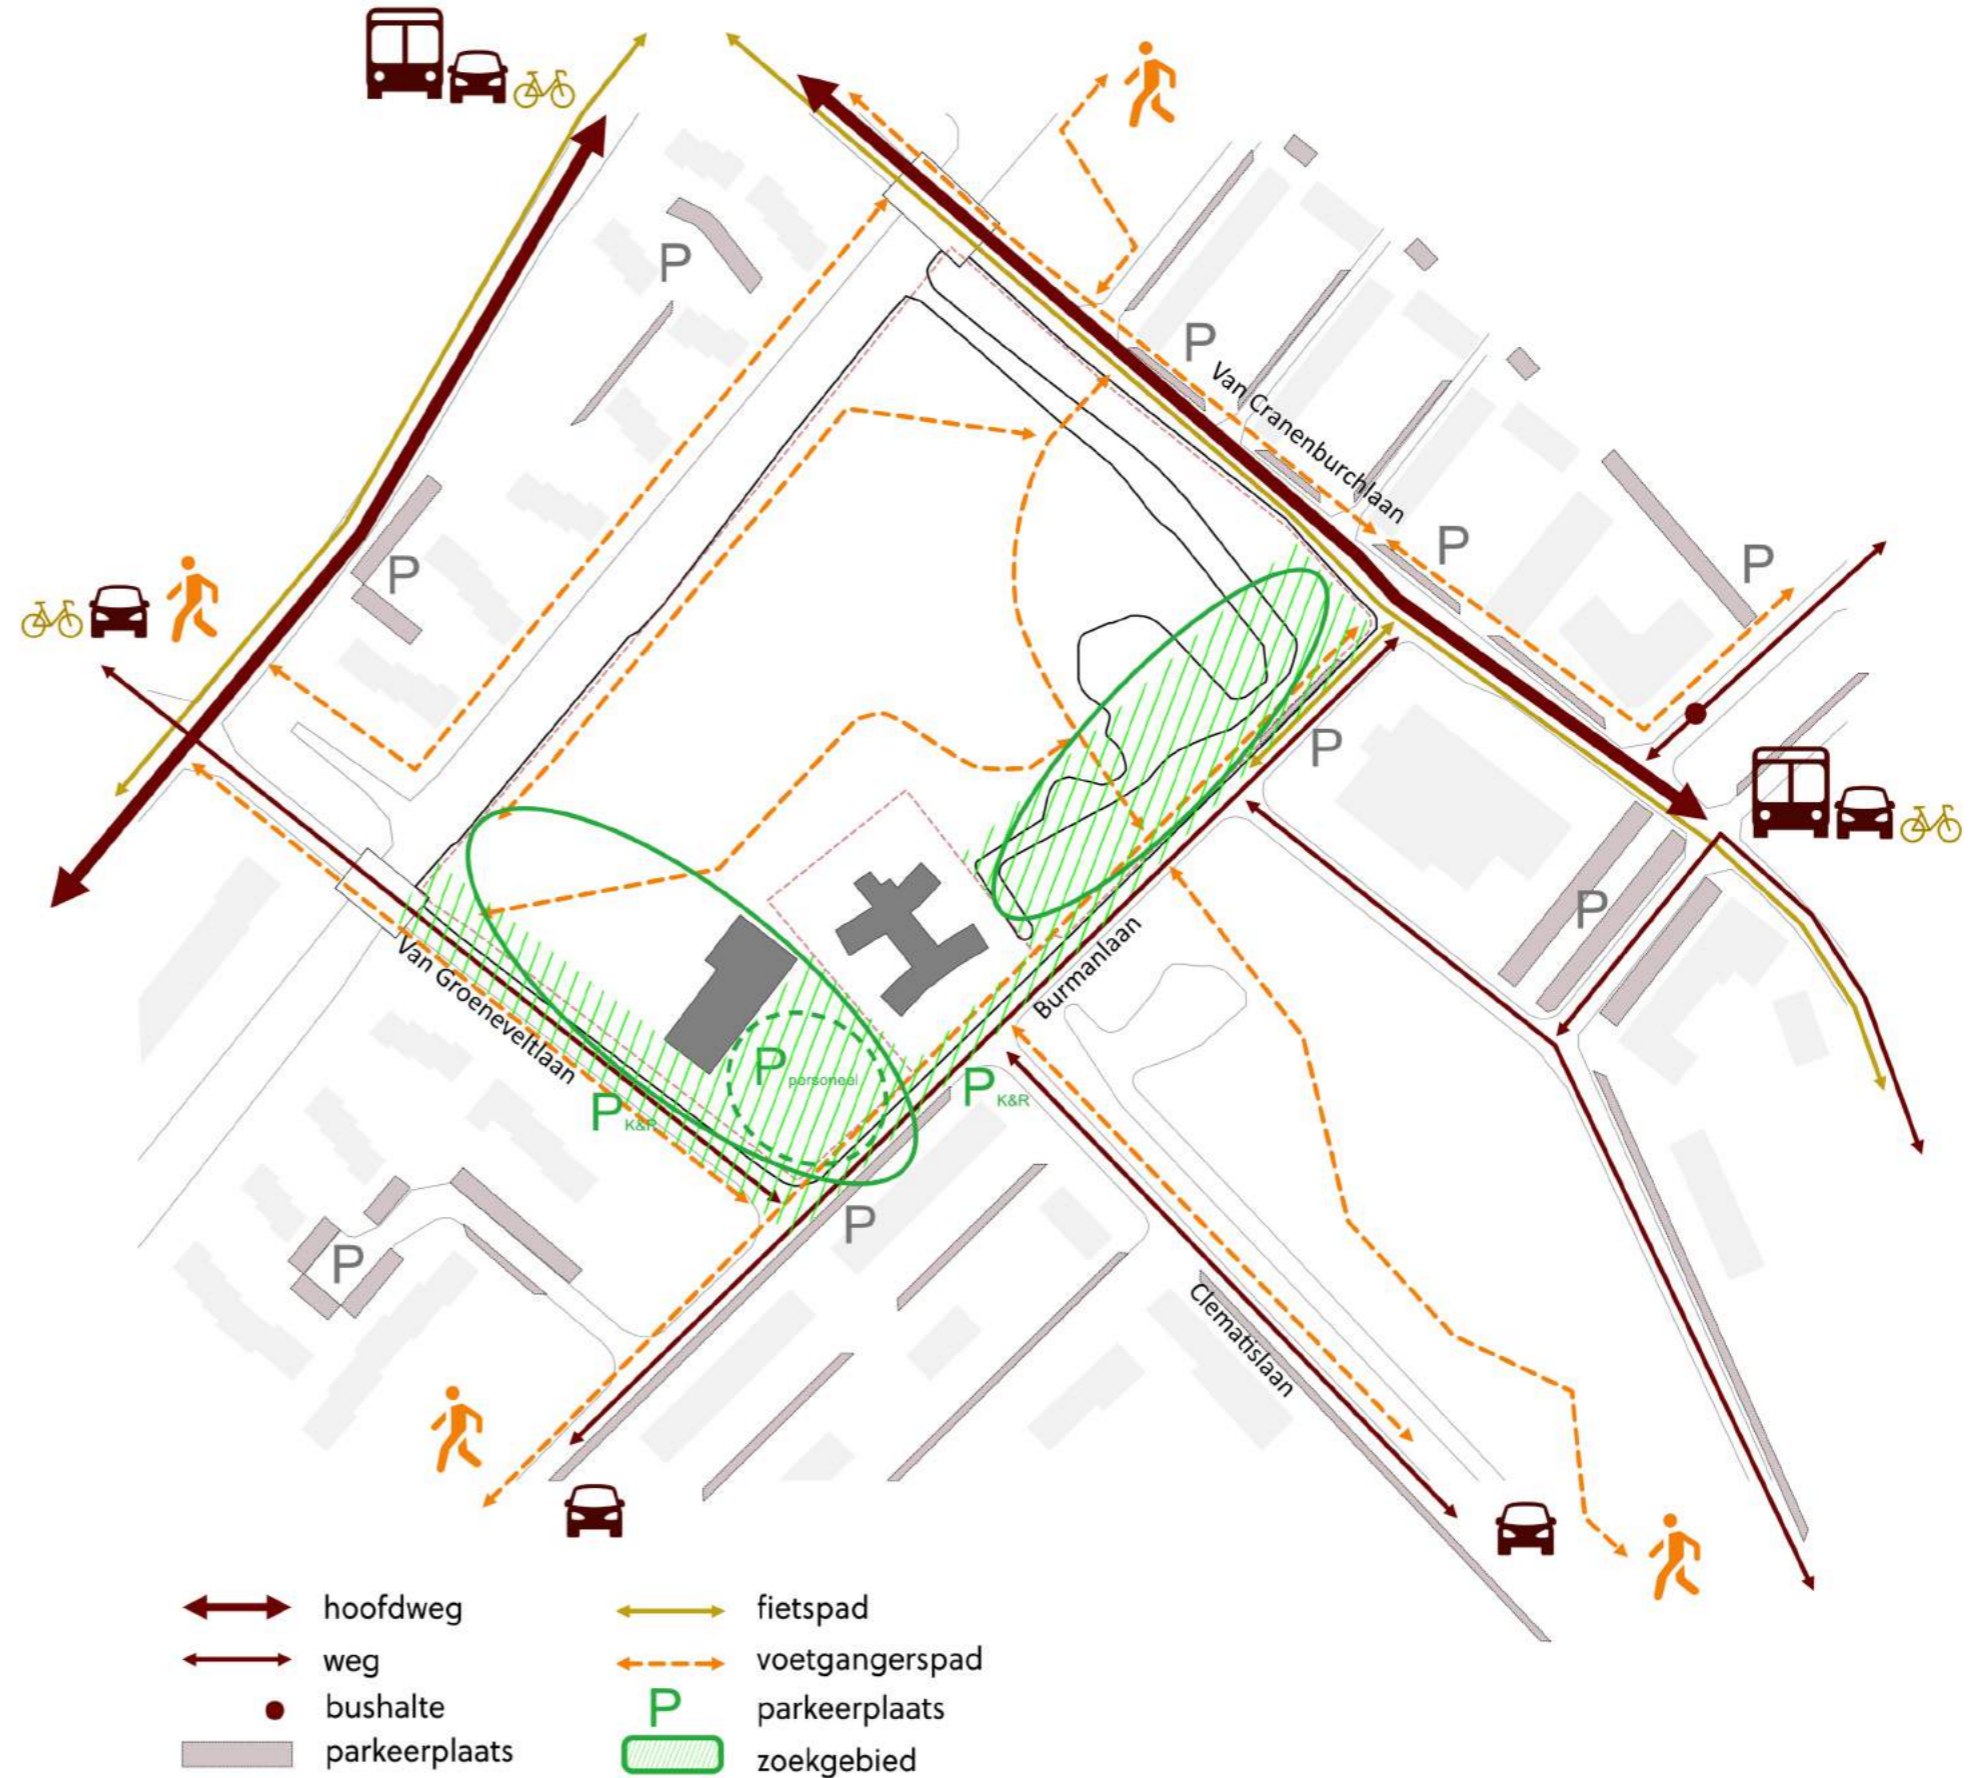 P
P
Van Cranenburchlaan
P
P
P
P
P
Burmanlaan
Van Groeneveltlaan
P personeel
P K&R
P K&R
P
P
Clematislaan
hoofdweg
fietspad
weg
voetgangerspad
bushalte
P
parkeerplaats
parkeerplaats
zoekgebied